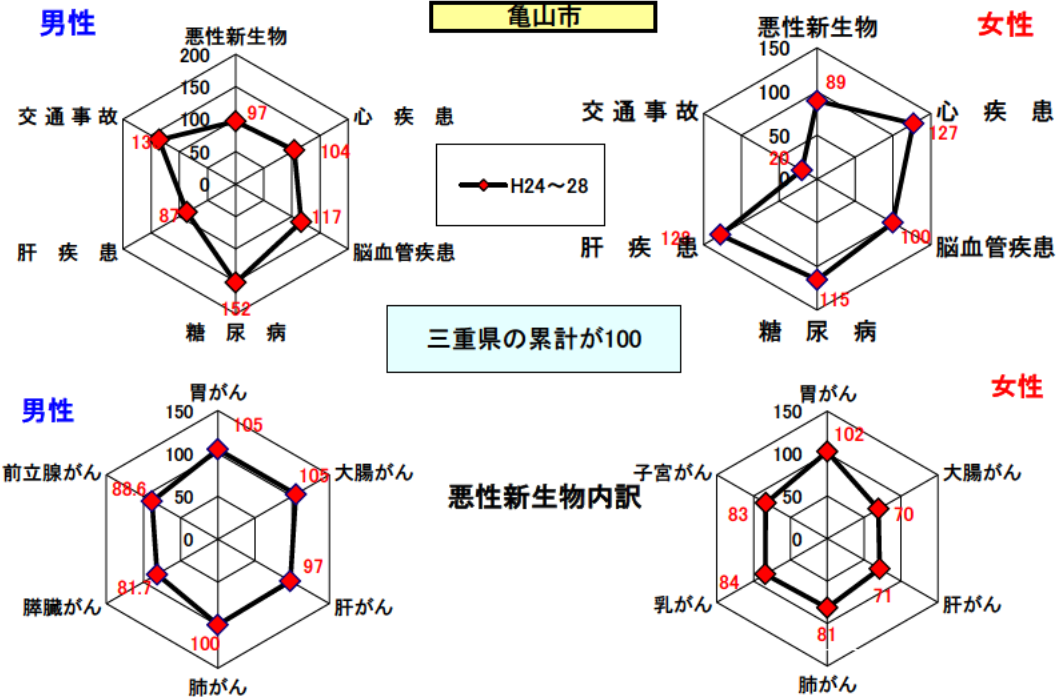 男性
亀山市
女性
悪性新生物
200
150
100
50
0
97
心疾患
104
117
脳血管疾患
152
糖尿病
87
肝疾患
交通事故
H24～28
悪性新生物
150
100
50
0
89
心疾患
127
100
脳血管疾患
115
糖尿病
肝疾患
20
交通事故
三重県の累計が100
男性
胃がん
150
100
50
0
105
大腸がん
105
97
肝がん
100
肺がん
81.7
膵臓がん
88.6
前立腺がん
悪性新生物内訳
女性
胃がん
150
100
50
0
102
大腸がん
70
71
肝がん
81
肺がん
84
乳がん
83
子宮がん